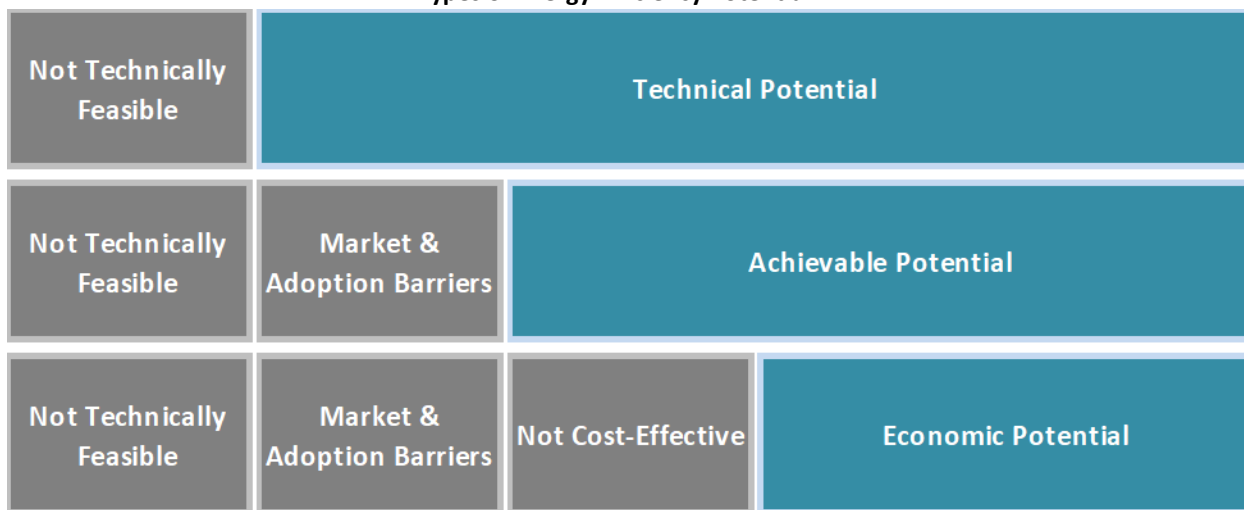 Not Technically
Feasible
Technical Potential
Not Technically
Feasible
Market &
Adoption Barriers
Achievable Potential
Not Technically
Feasible
Market &
Adoption Barriers
Not Cost-Effective
Economic Potential